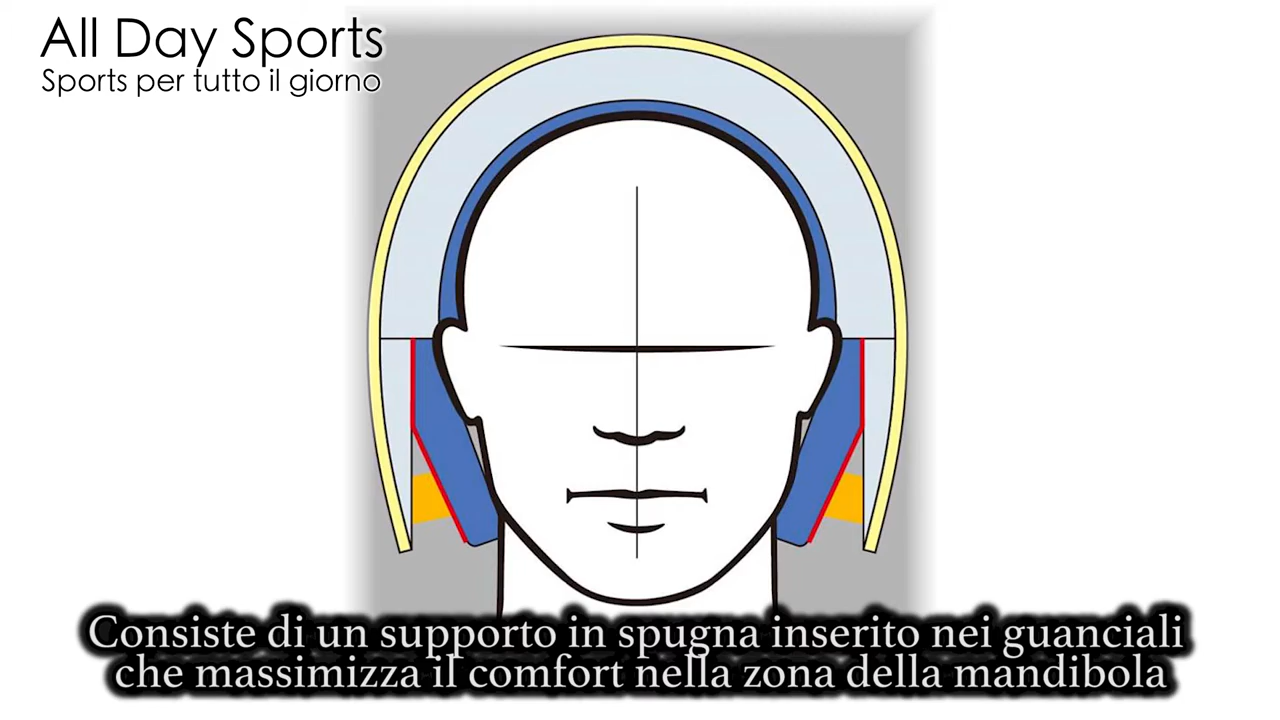 All Day Sports
Sports per tutto il giorno
Consiste di un supporto in spugna inserito nei guanciali
che massimizza il comfort nella zona della mandibola